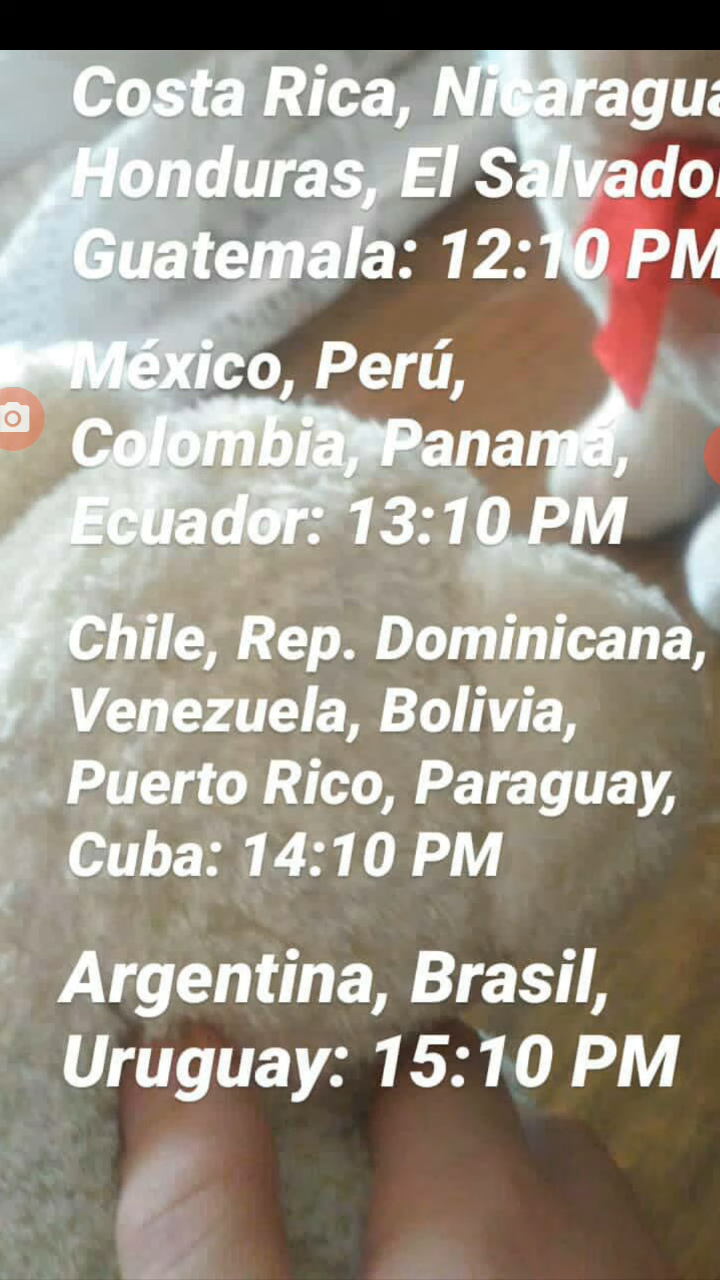 Costa Rica, Nicaragua
Honduras, El Salvador
Guatemala: 12:10 PM
México, Perú,
Colombia, Panamá,
Ecuador: 13:10 PM
Chile, Rep. Dominicana,
Venezuela, Bolivia,
Puerto Rico, Paraguay,
Cuba: 14:10 PM
Argentina, Brasil,
Uruguay: 15:10 PM